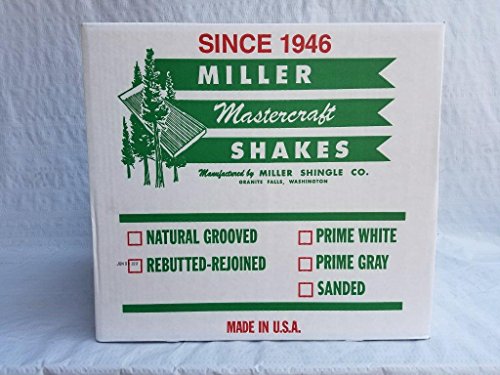 SINCE 1946
MILLER
Mastercraft
SHAKES
Manufactured by MILLER SHINGLE CO.
GRANITE FALLS, WASHINGTON
NATURAL GROOVED
PRIME WHITE
REBUTTED-REJOINED
PRIME GRAY
SANDED
MADE IN U.S.A.